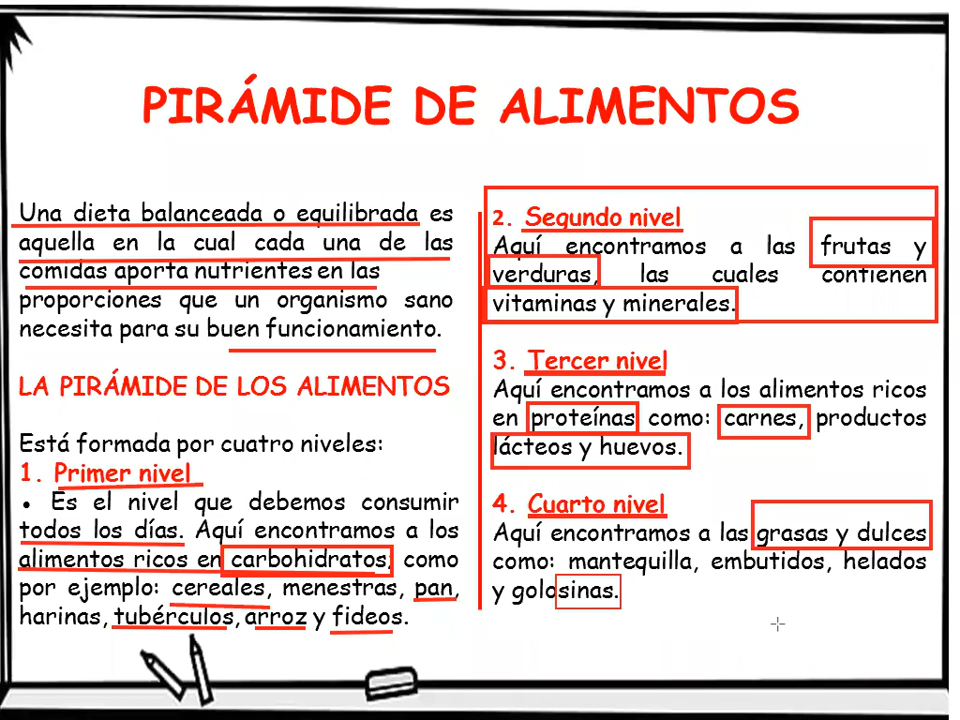 PIRÁMIDE DE ALIMENTOS
Una dieta balanceada o equilibrada es
aquella en la cual cada una de las
comidas aporta nutrientes en las
proporciones que un organismo sano
necesita para su buen funcionamiento.
LA PIRÁMIDE DE LOS ALIMENTOS
Está formada por cuatro niveles:
1. Primer nivel
• Es el nivel que debemos consumir
todos los días. Aquí encontramos a los
alimentos ricos en carbohidratos, como
por ejemplo: cereales, menestras, pan,
harinas, tubérculos, arroz y fideos.
2. Segundo nivel
Aquí encontramos a las frutas y
verduras, las cuales contienen
vitaminas y minerales.
3. Tercer nivel
Aquí encontramos a los alimentos ricos
en proteínas como: carnes, productos
lácteos y huevos.
4. Cuarto nivel
Aquí encontramos a las grasas y dulces
como: mantequilla, embutidos, helados
y golosinas.